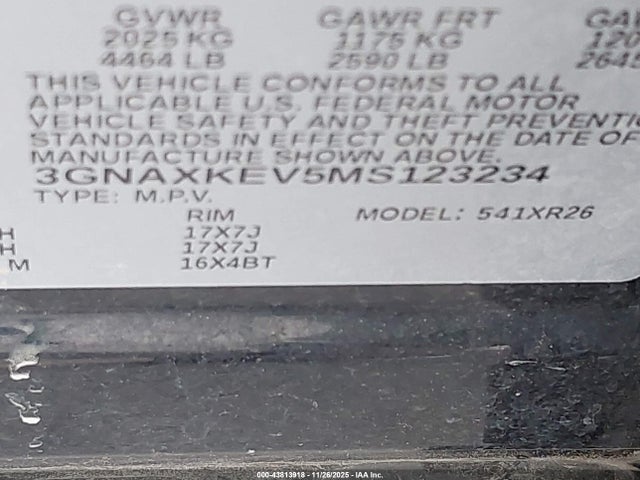 GVWR GAWR FRT
2025 KG 1175 KG
4464 LB 2590 LB
THIS VEHICLE CONFORMS TO ALL
APPLICABLE U.S. FEDERAL MOTOR
VEHICLE SAFETY AND THEFT PREVENTI
STANDARDS IN EFFECT ON THE DATE OF
MANUFACTURE SHOWN ABOVE.
3GNAXKEV5MS123234
TYPE: M.P.V.
RIM MODEL: 541XR26
H 17X7J
H 17X7J
M 16X4BT
000-43813918 - 11/26/2025 - IAA Inc.